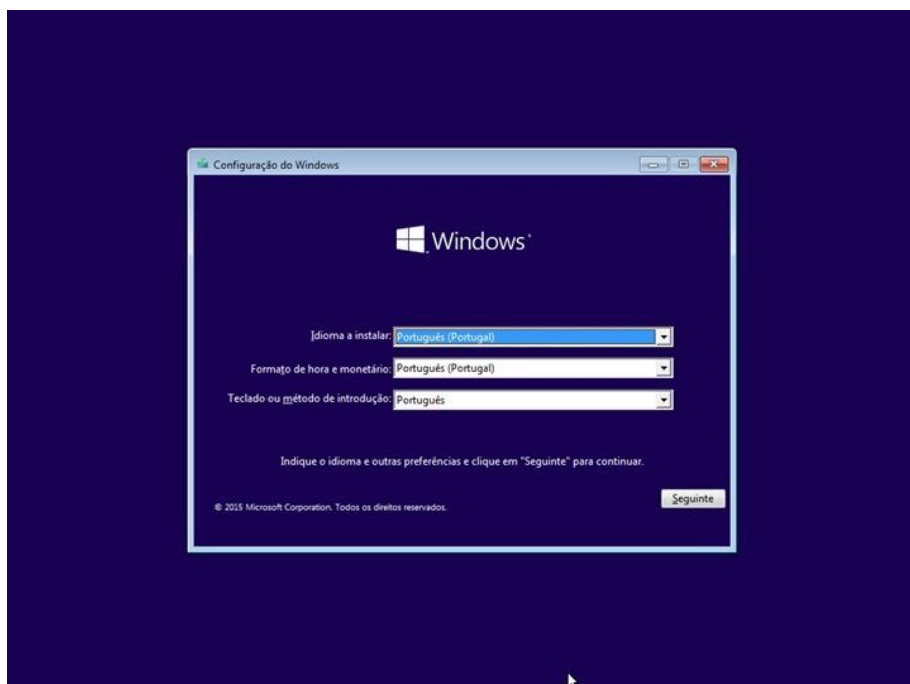 Configuração do Windows
Windows
Idioma a instalar: Português (Portugal)
Formato de hora e monetário: Português (Portugal)
Teclado ou método de introdução: Português
Indique o idioma e outras preferências e clique em "Seguinte" para continuar.
Seguinte
© 2015 Microsoft Corporation. Todos os direitos reservados.